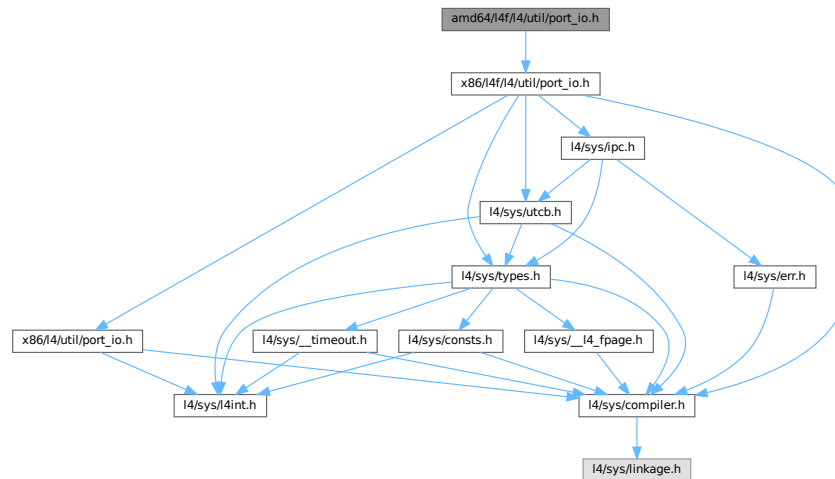 amd64/l4f/l4/util/port_io.h
x86/l4f/l4/util/port_io.h
l4/sys/ipc.h
l4/sys/utcb.h
l4/sys/types.h
l4/sys/err.h
x86/l4/util/port_io.h
l4/sys/__timeout.h
l4/sys/consts.h
l4/sys/__l4_fpage.h
l4/sys/l4int.h
l4/sys/compiler.h
l4/sys/linkage.h